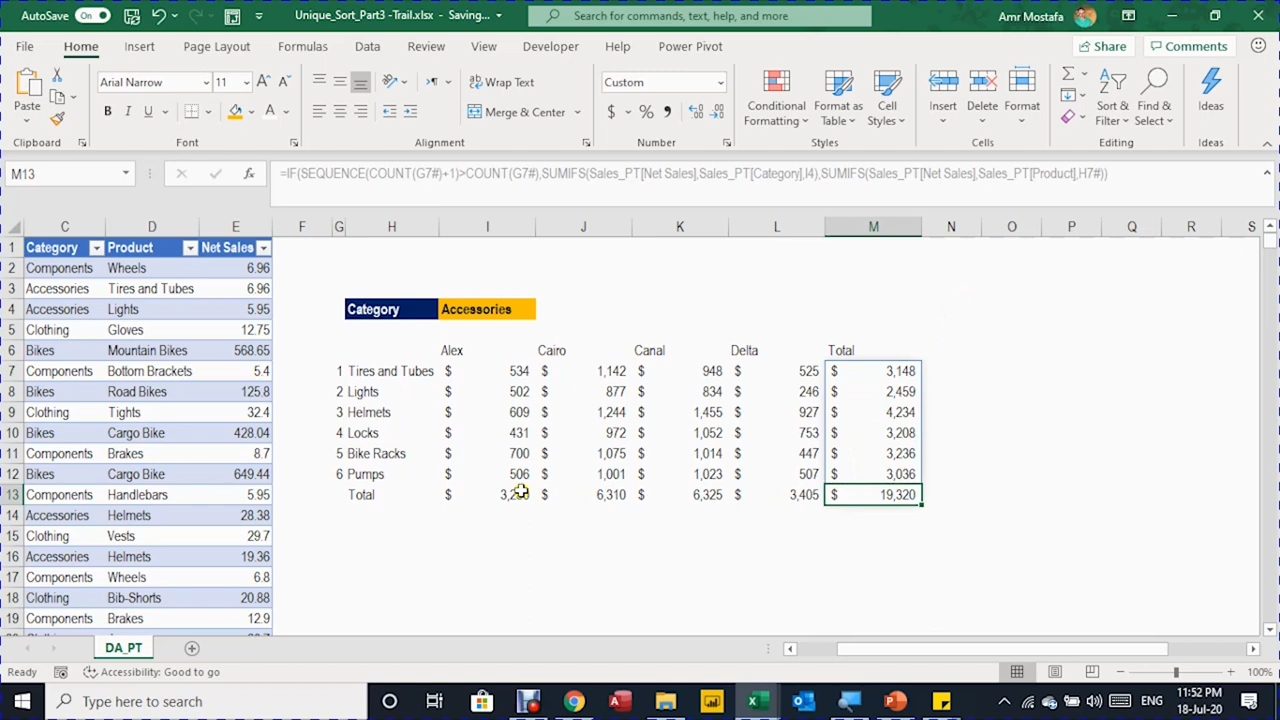 AutoSave On Unique_Sort_Part3 -Trail.xlsx - Saving... Search for commands, text, help, and more Amr Mostafa
File Home Insert Page Layout Formulas Data Review View Developer Help Power Pivot Share Comments
Paste Arial Narrow 11 Wrap Text Custom Conditional Formatting Format as Table Cell Styles Insert Delete Format Sort & Filter Find & Select Ideas
B I U A Merge & Center $ %
Clipboard Font Alignment Number Styles Cells Editing Ideas
M13 fx =IF(SEQUENCE(COUNT(G7#)+1)>COUNT(G7#),SUMIFS(Sales_PT[Net Sales],Sales_PT[Category],I4),SUMIFS(Sales_PT[Net Sales],Sales_PT[Product],H7#))
C D E F G H I J K L M N O P Q R S
1 Category Product Net Sales
2 Components Wheels 6.96
3 Accessories Tires and Tubes 6.96
4 Accessories Lights 5.95 Category Accessories
5 Clothing Gloves 12.75
6 Bikes Mountain Bikes 568.65 Alex Cairo Canal Delta Total
7 Components Bottom Brackets 5.4 1 Tires and Tubes $ 534 $ 1,142 $ 948 $ 525 $ 3,148
8 Bikes Road Bikes 125.8 2 Lights $ 502 $ 877 $ 834 $ 246 $ 2,459
9 Clothing Tights 32.4 3 Helmets $ 609 $ 1,244 $ 1,455 $ 927 $ 4,234
10 Bikes Cargo Bike 428.04 4 Locks $ 431 $ 972 $ 1,052 $ 753 $ 3,208
11 Components Brakes 8.7 5 Bike Racks $ 700 $ 1,075 $ 1,014 $ 447 $ 3,236
12 Bikes Cargo Bike 649.44 6 Pumps $ 506 $ 1,001 $ 1,023 $ 507 $ 3,036
13 Components Handlebars 5.95 Total $ $ 6,310 $ 6,325 $ 3,405 $ 19,320
14 Accessories Helmets 28.38
15 Clothing Vests 29.7
16 Accessories Helmets 19.36
17 Components Wheels 6.8
18 Clothing Bib-Shorts 20.88
19 Components Brakes 12.9
DA_PT
Ready Accessibility: Good to go 100%
Type here to search ENG 11:52 PM
18-Jul-20